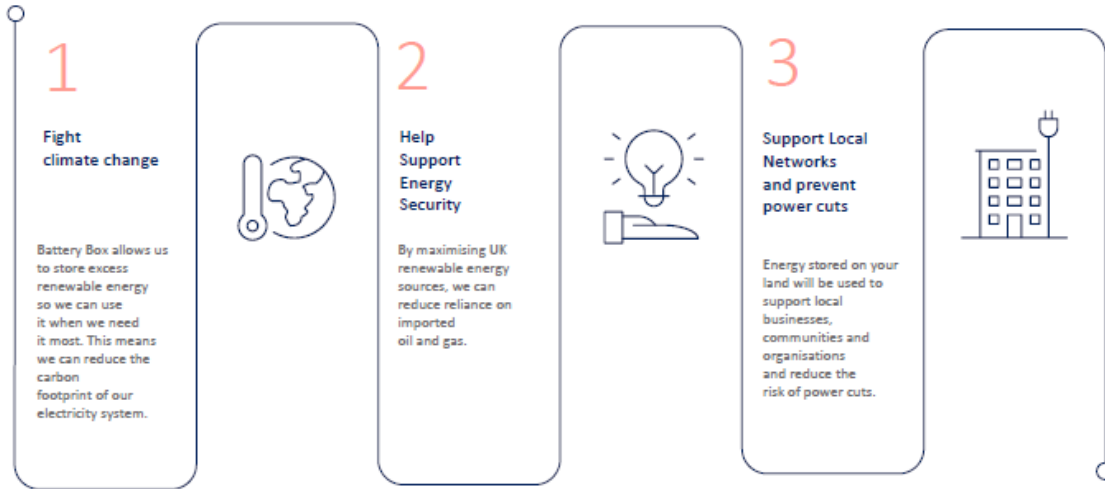 1
Fight
climate change
Battery Box allows us
to store excess
renewable energy
so we can use
it when we need
it most. This means
we can reduce the
carbon
footprint of our
electricity system.
2
Help
Support
Energy
Security
By maximising UK
renewable energy
sources, we can
reduce reliance on
imported
oil and gas.
3
Support Local
Networks
and prevent
power cuts
Energy stored on your
land will be used to
support local
businesses,
communities and
organisations
and reduce the
risk of power cuts.